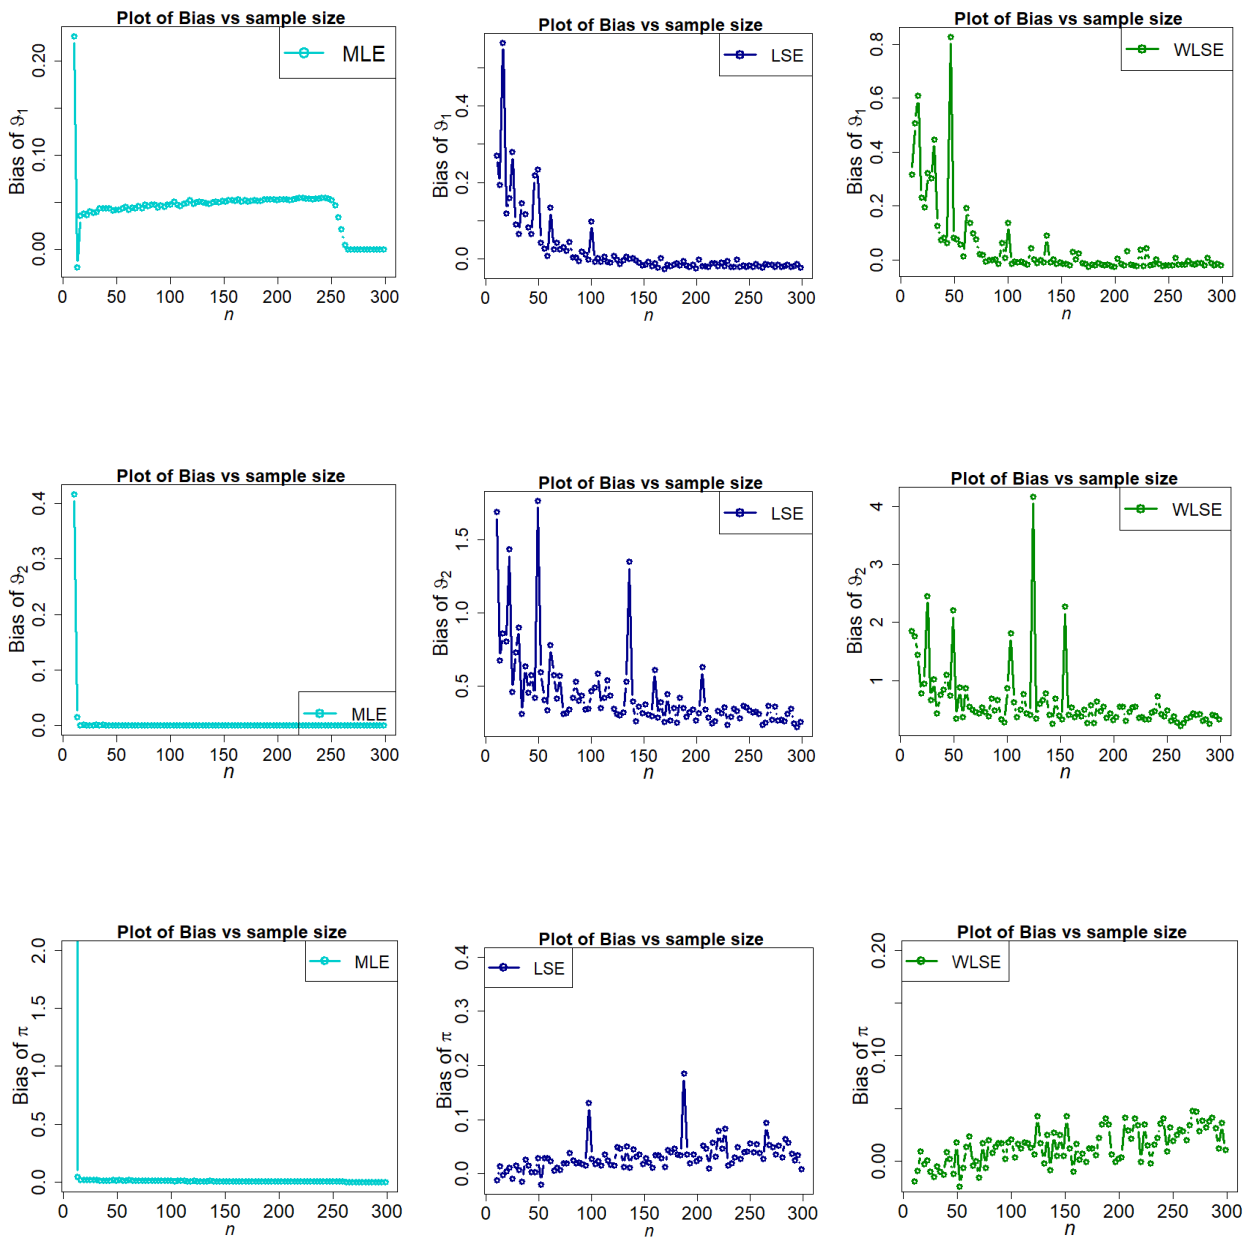 Plot of Bias vs sample size
MLE
Bias of ϑ1
0.00
0.10
0.20
0
50
100
150
200
250
300
n
Plot of Bias vs sample size
LSE
Bias of ϑ1
0.0
0.2
0.4
0
50
100
150
200
250
300
n
Plot of Bias vs sample size
WLSE
Bias of ϑ1
0.0
0.2
0.4
0.6
0.8
0
50
100
150
200
250
300
n
Plot of Bias vs sample size
MLE
Bias of ϑ2
0.0
0.1
0.2
0.3
0.4
0
50
100
150
200
250
300
n
Plot of Bias vs sample size
LSE
Bias of ϑ2
0.5
1.0
1.5
0
50
100
150
200
250
300
n
Plot of Bias vs sample size
WLSE
Bias of ϑ2
1
2
3
4
0
50
100
150
200
250
300
n
Plot of Bias vs sample size
MLE
Bias of π
0.0
0.5
1.0
1.5
2.0
0
50
100
150
200
250
300
n
Plot of Bias vs sample size
LSE
Bias of π
0.0
0.1
0.2
0.3
0.4
0
50
100
150
200
250
300
n
Plot of Bias vs sample size
WLSE
Bias of π
0.00
0.10
0.20
0
50
100
150
200
250
300
n